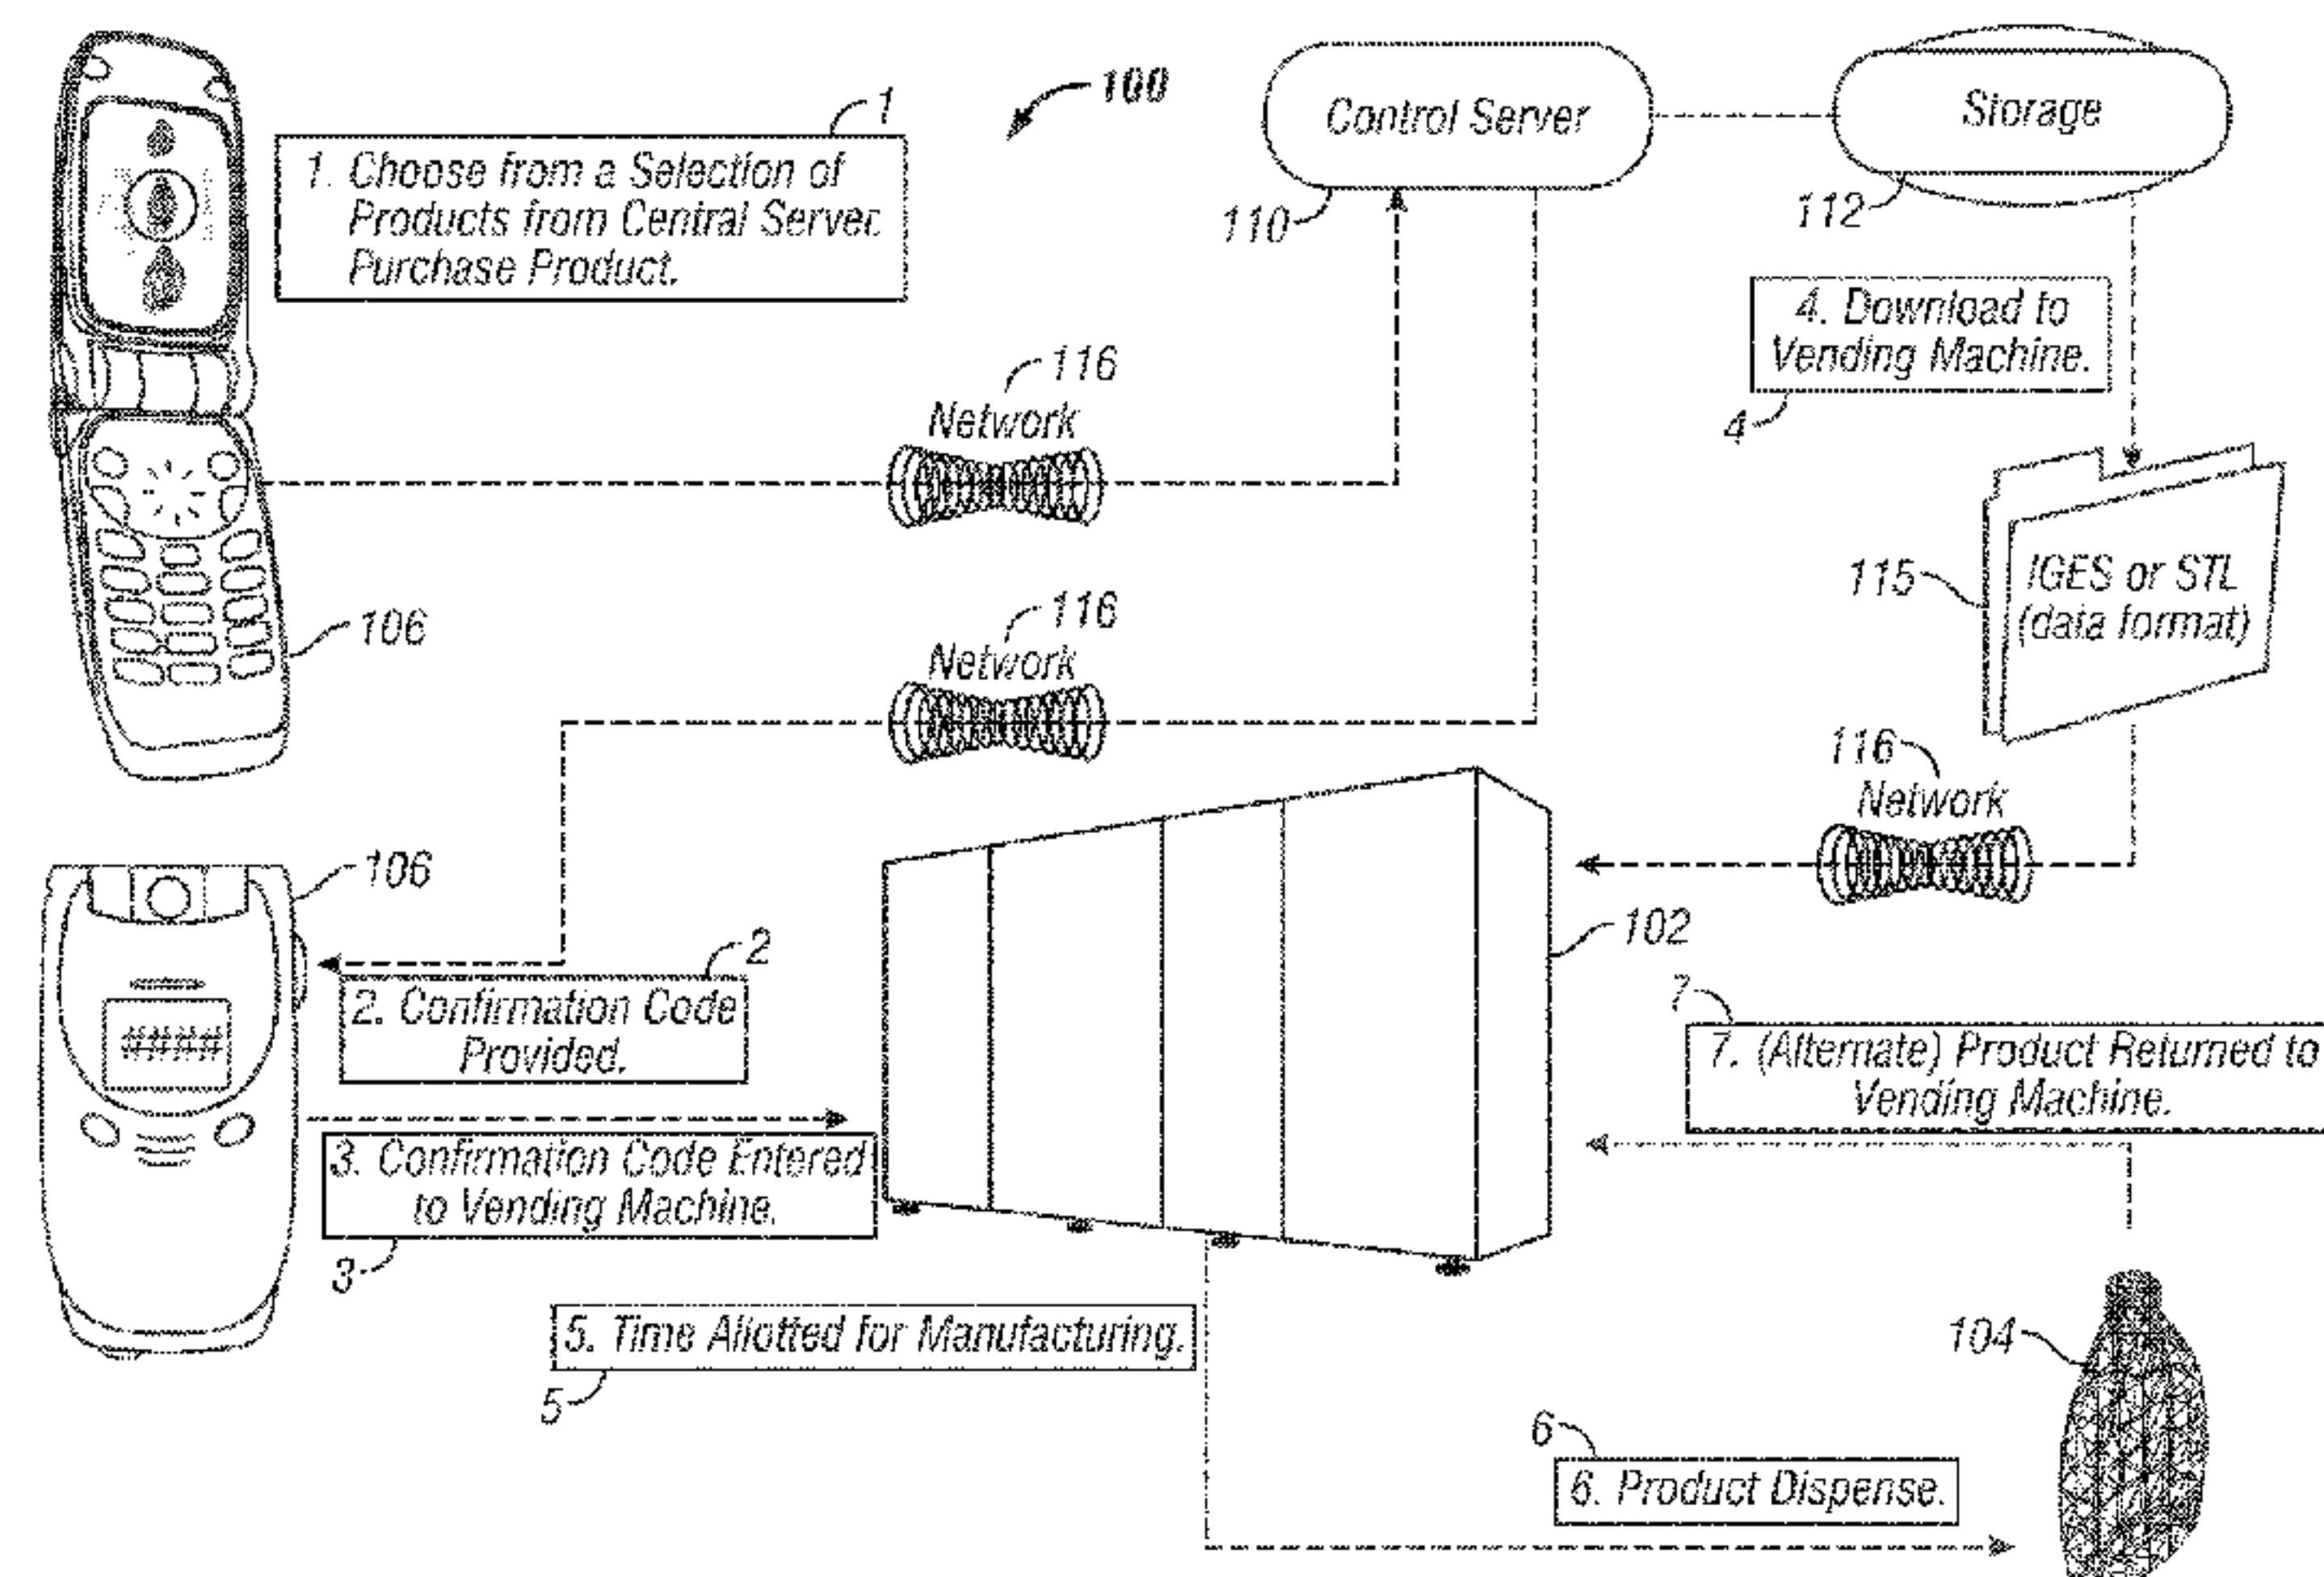 100
1
1. Choose from a Selection of
Products from Central Server.
Purchase Product.
Control Server
110
Storage
112
4. Download to
Vending Machine.
4
116
Network
106
116
Network
115
IGES or STL
(data format)
116
Network
106
102
2
2. Confirmation Code
Provided.
####
3. Confirmation Code Entered
to Vending Machine.
3
7
7. (Alternate) Product Returned to
Vending Machine.
5. Time Allotted for Manufacturing.
5
104
6
6. Product Dispense.